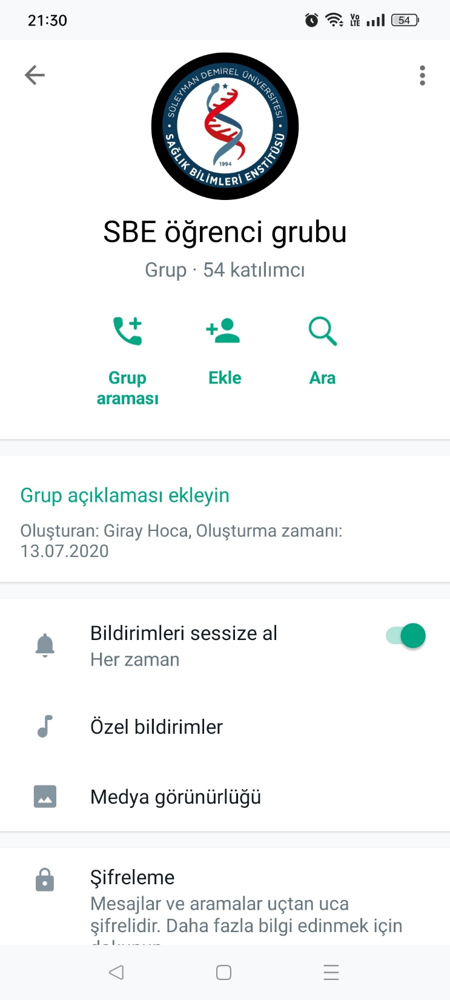 21:30
Vo
LTE
54
SÜLEYMAN DEMİREL ÜNİVERSİTESİ
1994
SAĞLIK BİLİMLERİ ENSTİTÜSÜ
SBE öğrenci grubu
Grup · 54 katılımcı
Grup
araması
Ekle
Ara
Grup açıklaması ekleyin
Oluşturan: Giray Hoca, Oluşturma zamanı:
13.07.2020
Bildirimleri sessize al
Her zaman
Özel bildirimler
Medya görünürlüğü
Şifreleme
Mesajlar ve aramalar uçtan uca
şifrelidir. Daha fazla bilgi edinmek için